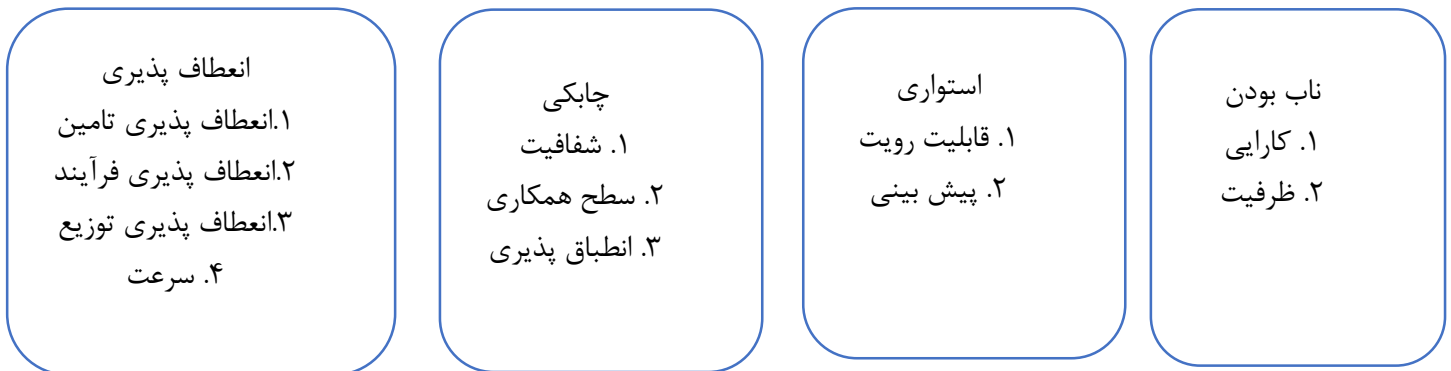 ناب بودن
۱. کارایی
۲. ظرفیت
استواری
۱. قابلیت رویت
۲. پیش بینی
چابکی
۱. شفافیت
۲. سطح همکاری
۳. انطباق پذیری
انعطاف پذیری
۱.انعطاف پذیری تامین
۲.انعطاف پذیری فرآیند
۳.انعطاف پذیری توزیع
۴. سرعت